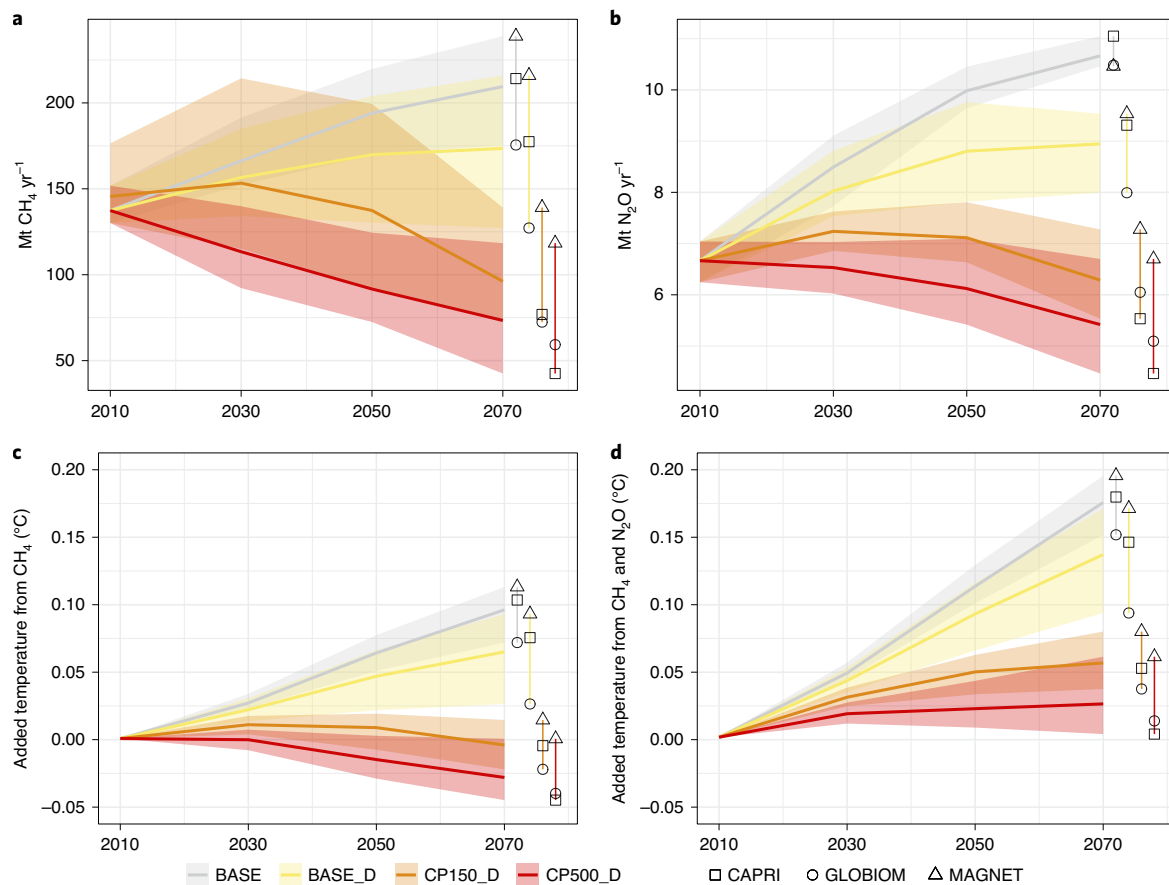 a
b
Mt CH₄ yr⁻¹
200
150
100
50
2010 2030 2050 2070
Mt N₂O yr⁻¹
10
8
6
2010 2030 2050 2070
c
d
Added temperature from CH₄ (°C)
0.20
0.15
0.10
0.05
0.00
–0.05
2010 2030 2050 2070
Added temperature from CH₄ and N₂O (°C)
0.20
0.15
0.10
0.05
0.00
–0.05
2010 2030 2050 2070
BASE BASE_D CP150_D CP500_D CAPRI GLOBIOM MAGNET